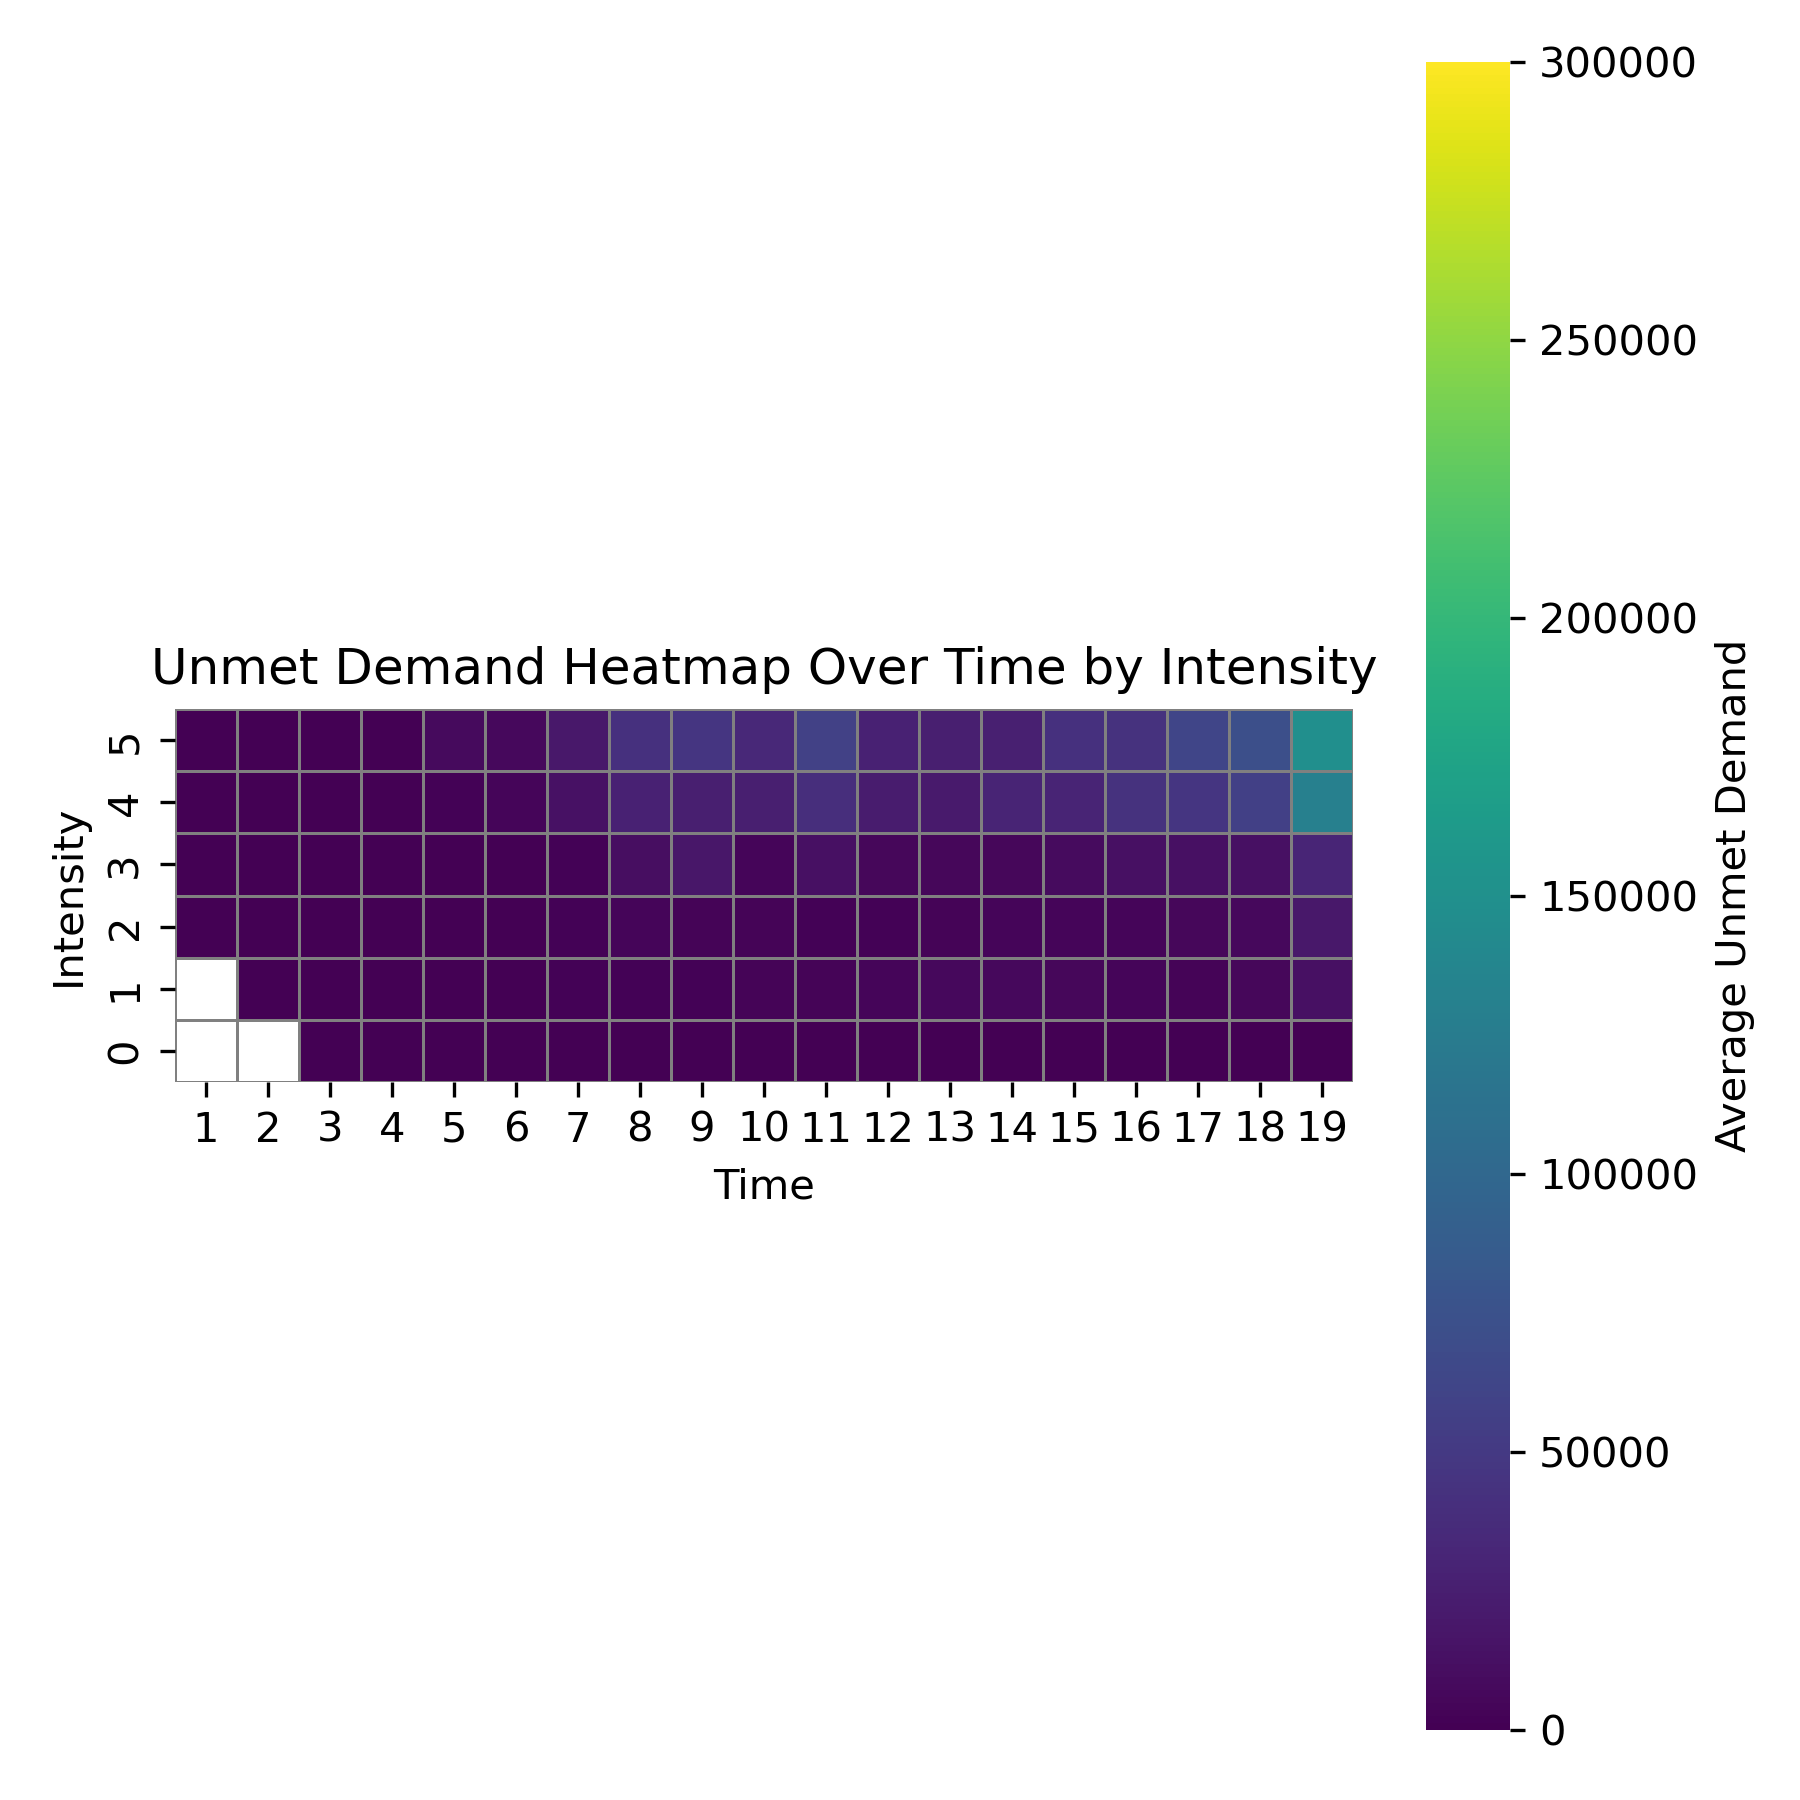 Unmet Demand Heatmap Over Time by Intensity
Intensity
5
4
3
2
1
0
1 2 3 4 5 6 7 8 9 10 11 12 13 14 15 16 17 18 19
Time
300000
250000
200000
150000
100000
50000
0
Average Unmet Demand